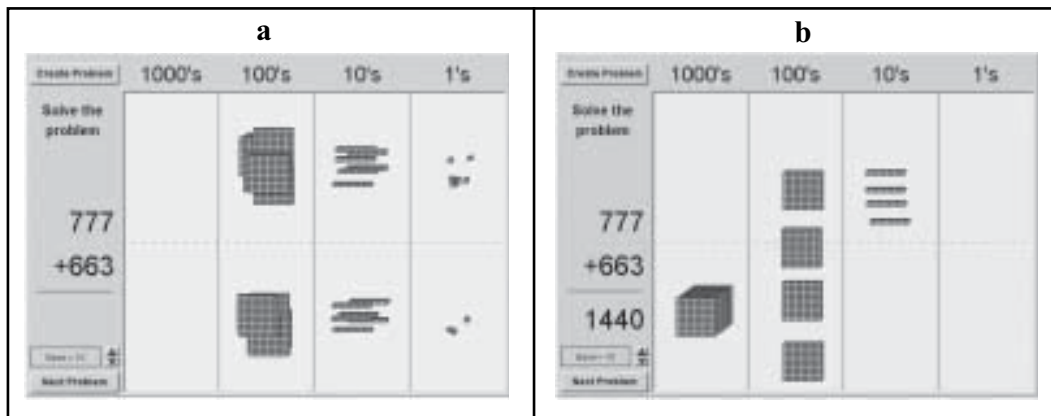 a
Create Problem
1000's 100's 10's 1's
Solve the
problem
777
+663
Next Problem
b
Create Problem
1000's 100's 10's 1's
Solve the
problem
777
+663
1440
Next Problem